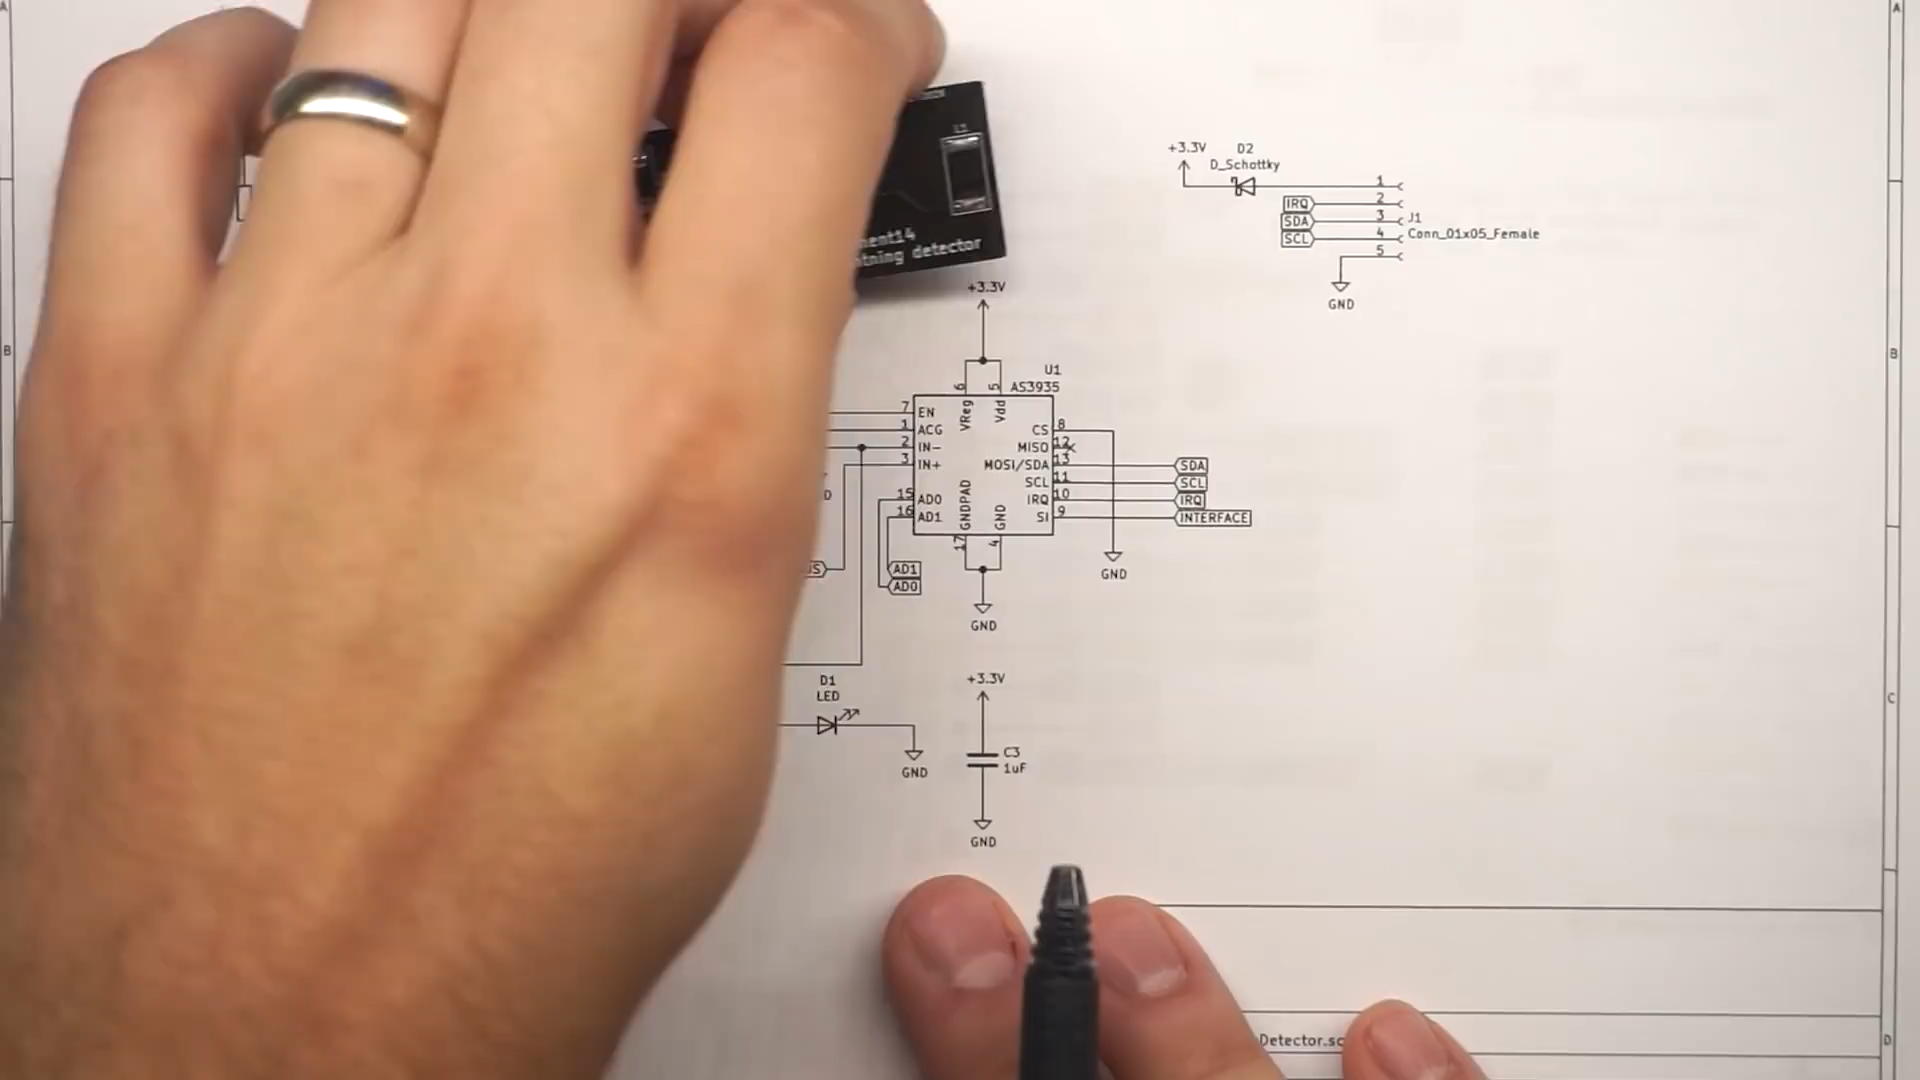 A
A
L1
ment14
htning detector
+3.3V
D2
D_Schottky
1
2
3
4
5
IRQ
SDA
SCL
J1
Conn_01x05_Female
GND
+3.3V
B
B
U1
AS3935
6
5
VReg
Vdd
7
EN
1
ACG
2
IN-
3
IN+
15
AD0
16
AD1
GNDPAD
GND
17
4
CS
8
MISO
12
MOSI/SDA
13
SCL
11
IRQ
10
SI
9
SDA
SCL
IRQ
INTERFACE
D
AD1
AD0
GND
GND
D1
LED
GND
+3.3V
C3
1uF
GND
C
Detector.sc
D